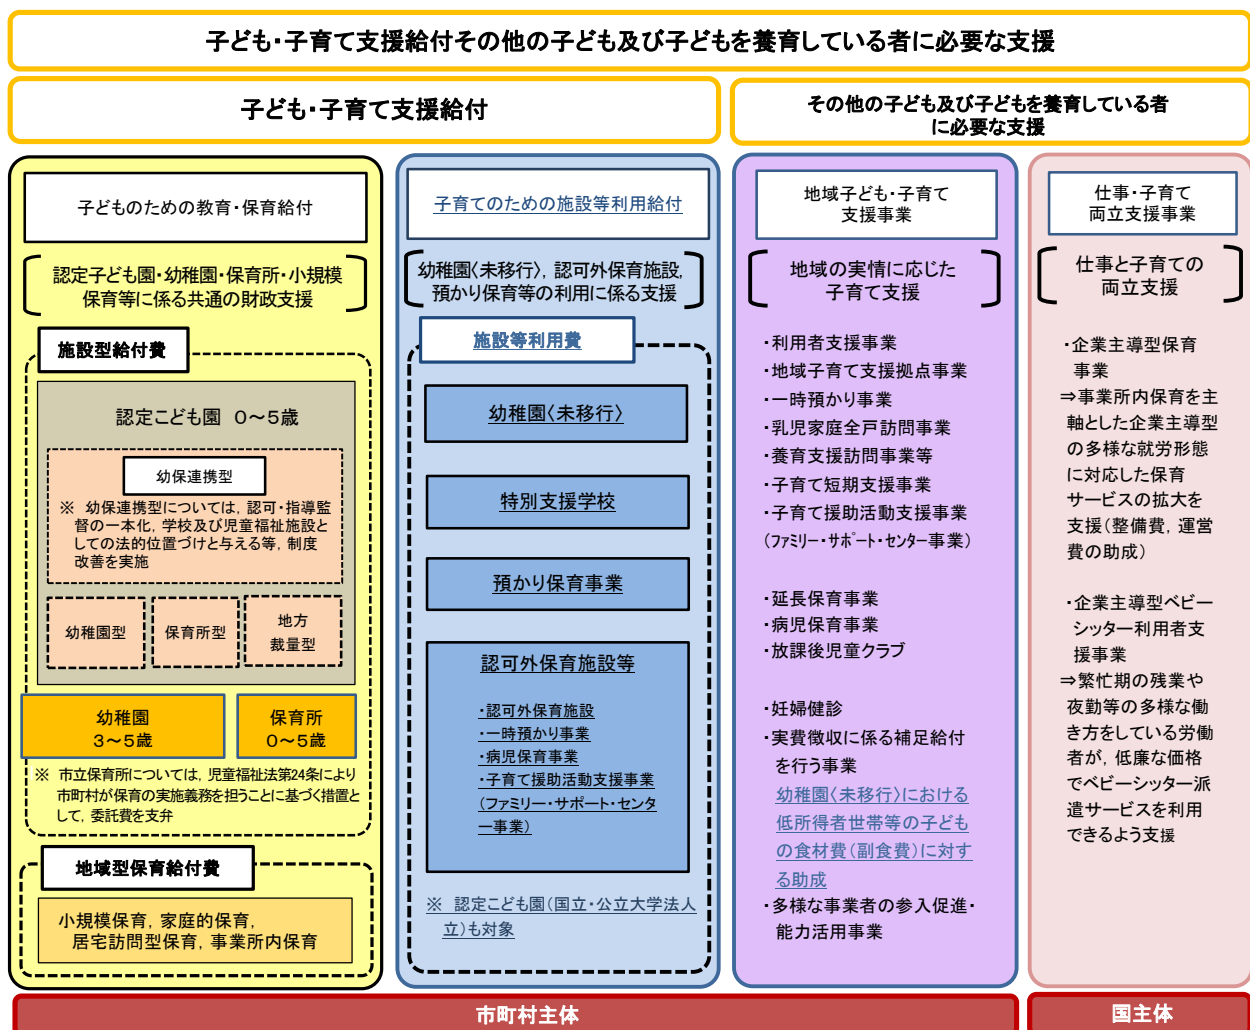 子ども・子育て支援給付その他の子ども及び子どもを養育している者に必要な支援
子ども・子育て支援給付
その他の子ども及び子どもを養育している者
に必要な支援
子どものための教育・保育給付
認定子ども園・幼稚園・保育所・小規模
保育等に係る共通の財政支援
施設型給付費
認定こども園 0～5歳
幼保連携型
※ 幼保連携型については，認可・指導監
督の一本化，学校及び児童福祉施設と
しての法的位置づけと与える等，制度
改善を実施
幼稚園型
保育所型
地方
裁量型
幼稚園
3～5歳
保育所
0～5歳
※ 市立保育所については，児童福祉法第24条により
市町村が保育の実施義務を担うことに基づく措置と
して，委託費を支弁
地域型保育給付費
小規模保育，家庭的保育，
居宅訪問型保育，事業所内保育
子育てのための施設等利用給付
幼稚園〈未移行〉，認可外保育施設，
預かり保育等の利用に係る支援
施設等利用費
幼稚園〈未移行〉
特別支援学校
預かり保育事業
認可外保育施設等
・認可外保育施設
・一時預かり事業
・病児保育事業
・子育て援助活動支援事業
（ファミリー・サポート・センタ
ー事業）
※ 認定こども園（国立・公立大学法人
立）も対象
地域子ども・子育て
支援事業
地域の実情に応じた
子育て支援
・利用者支援事業
・地域子育て支援拠点事業
・一時預かり事業
・乳児家庭全戸訪問事業
・養育支援訪問事業等
・子育て短期支援事業
・子育て援助活動支援事業
（ﾌｧﾐﾘｰ・ｻﾎﾟｰﾄ・ｾﾝﾀｰ事業）
・延長保育事業
・病児保育事業
・放課後児童クラブ
・妊婦健診
・実費徴収に係る補足給付
を行う事業
幼稚園〈未移行〉における
低所得者世帯等の子ども
の食材費（副食費）に対す
る助成
・多様な事業者の参入促進・
能力活用事業
仕事・子育て
両立支援事業
仕事と子育ての
両立支援
・企業主導型保育
事業
⇒事業所内保育を主
軸とした企業主導型
の多様な就労形態
に対応した保育
サービスの拡大を
支援（整備費，運営
費の助成）
・企業主導型ベビー
シッター利用者支
援事業
⇒繁忙期の残業や
夜勤等の多様な働
き方をしている労働
者が，低廉な価格
でベビーシッター派
遣サービスを利用
できるよう支援
市町村主体
国主体